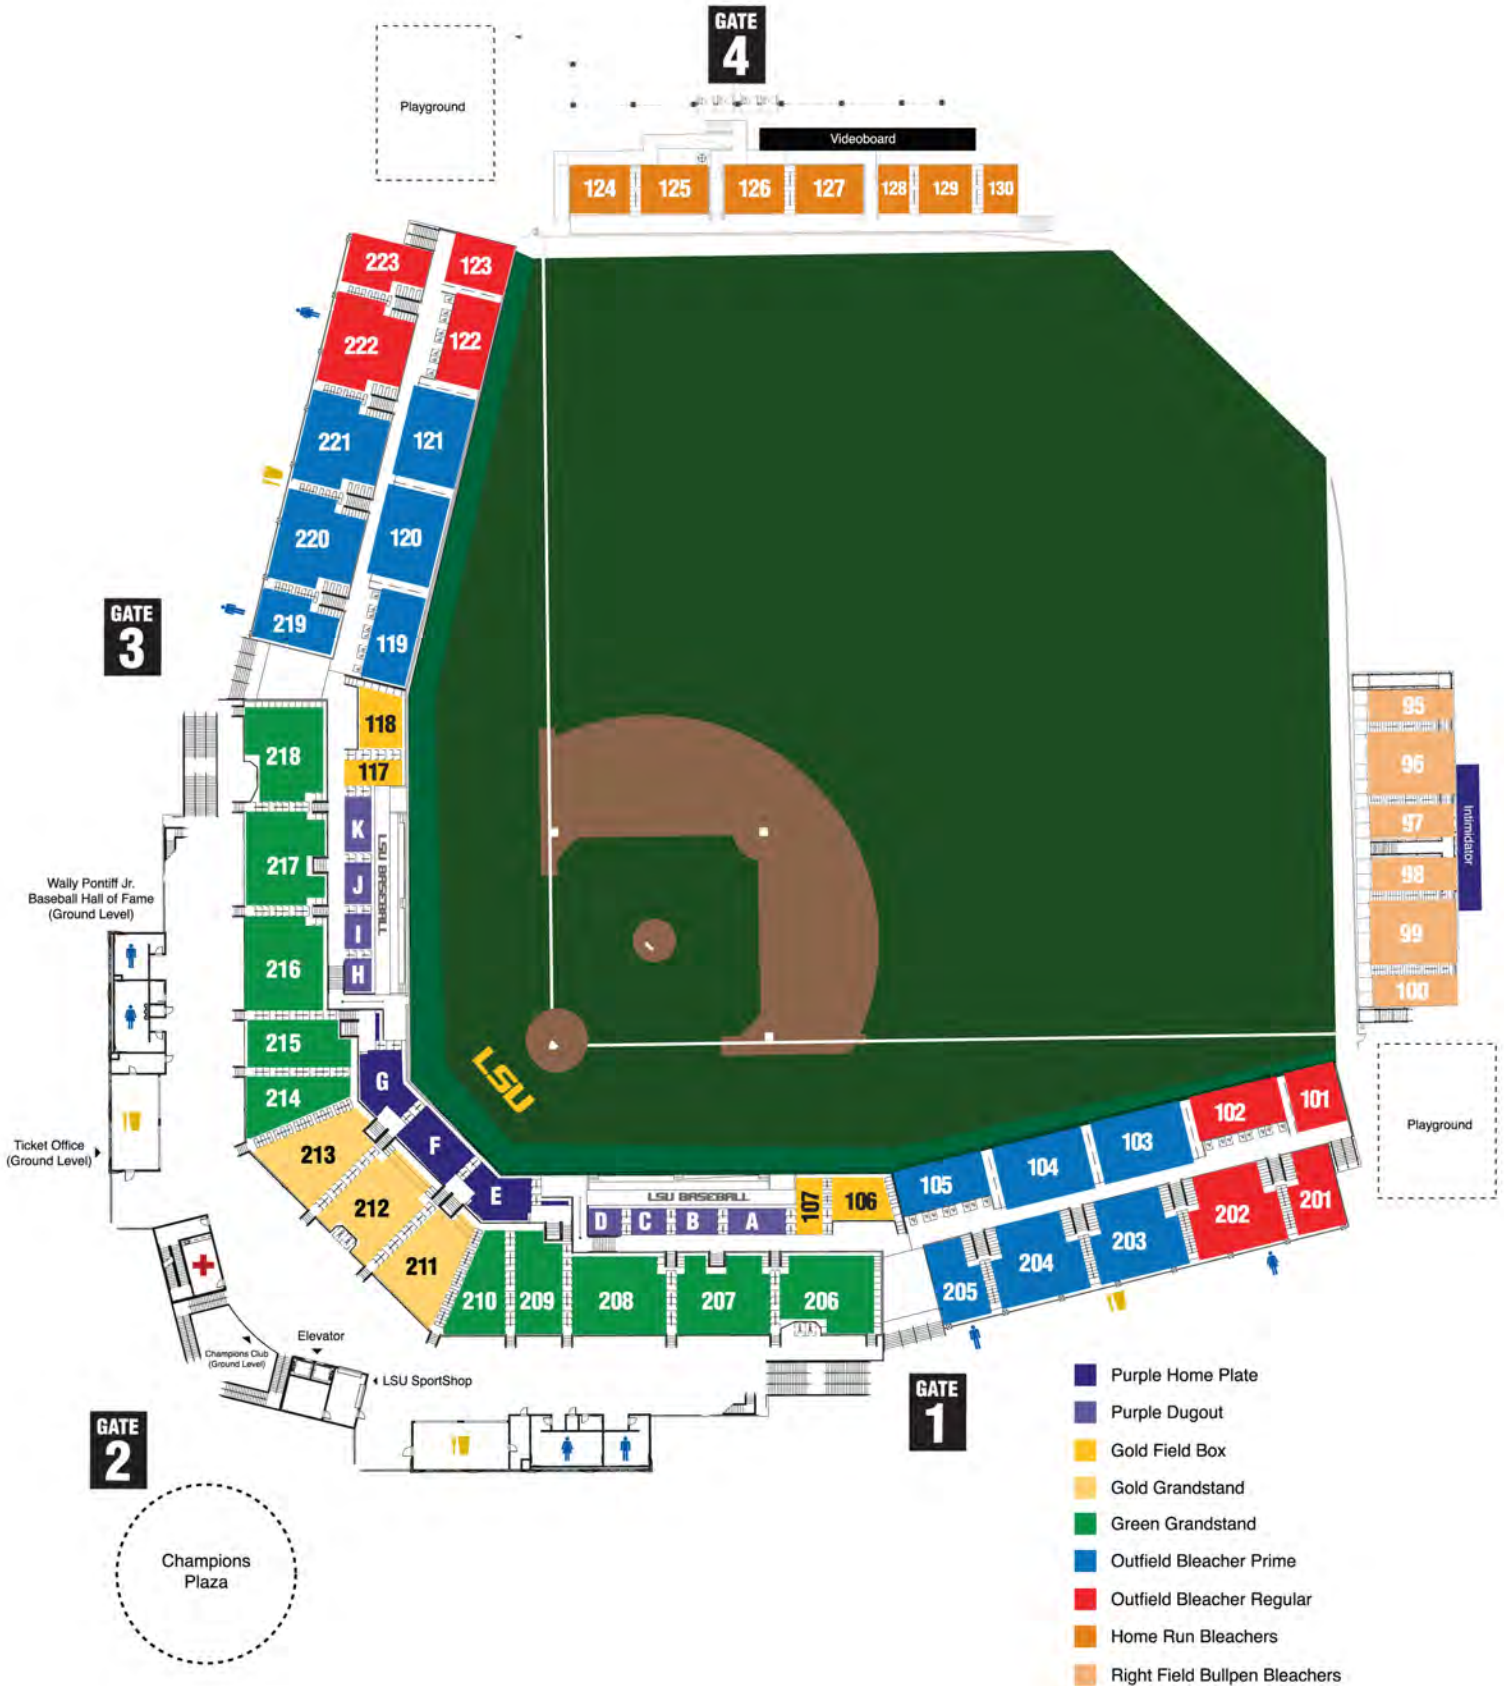 GATE
4
Playground
Videoboard
124
125
126
127
128
129
130
223
123
222
122
221
121
220
120
GATE
3
219
119
118
218
117
95
96
K
97
Intimidator
217
LSU BASEBALL
J
98
Wally Pontiff Jr.
Baseball Hall of Fame
(Ground Level)
I
99
216
H
100
215
G
LSU
214
102
101
Playground
Ticket Office
(Ground Level)
213
F
103
104
105
212
E
LSU BASEBALL
107
106
D
C
B
A
201
202
203
204
205
211
210
209
208
207
206
Elevator
Champions Club
(Ground Level)
LSU SportShop
GATE
2
GATE
1
Champions
Plaza
Purple Home Plate
Purple Dugout
Gold Field Box
Gold Grandstand
Green Grandstand
Outfield Bleacher Prime
Outfield Bleacher Regular
Home Run Bleachers
Right Field Bullpen Bleachers